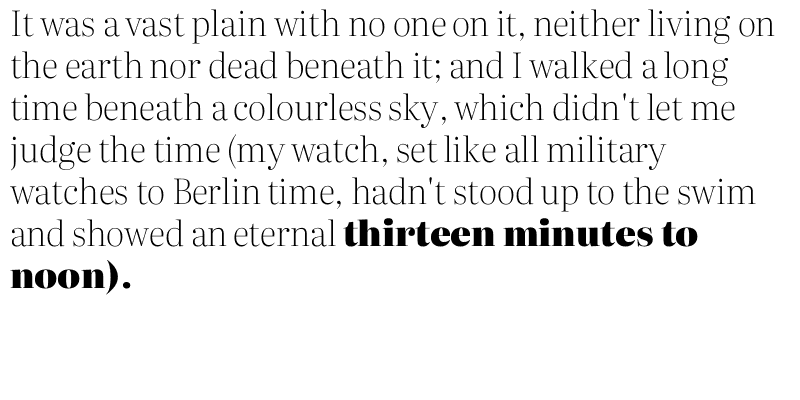 It was a vast plain with no one on it, neither living on
the earth nor dead beneath it; and I walked a long
time beneath a colourless sky, which didn't let me
judge the time (my watch, set like all military
watches to Berlin time, hadn't stood up to the swim
and showed an eternal thirteen minutes to
noon).